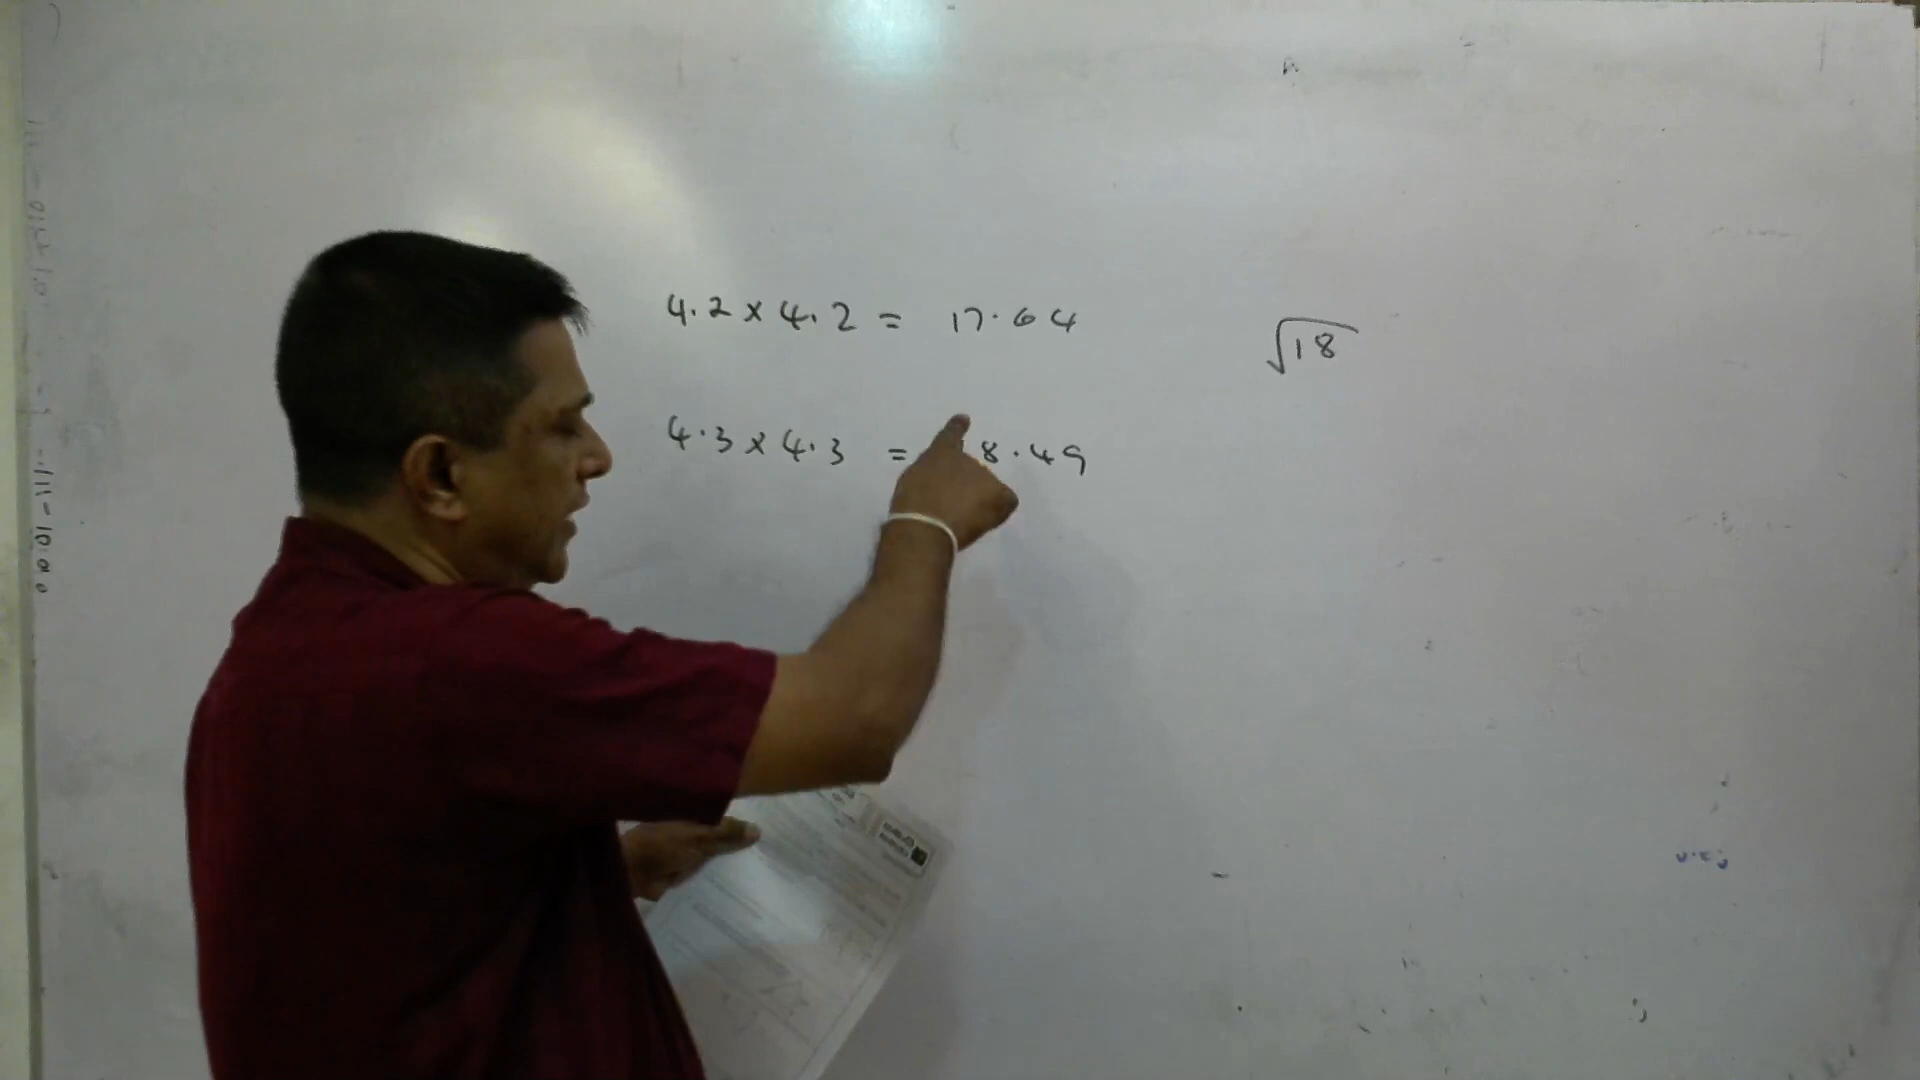 4.2 x 4.2 = 17.64
√18
4.3 x 4.3 = 8.49